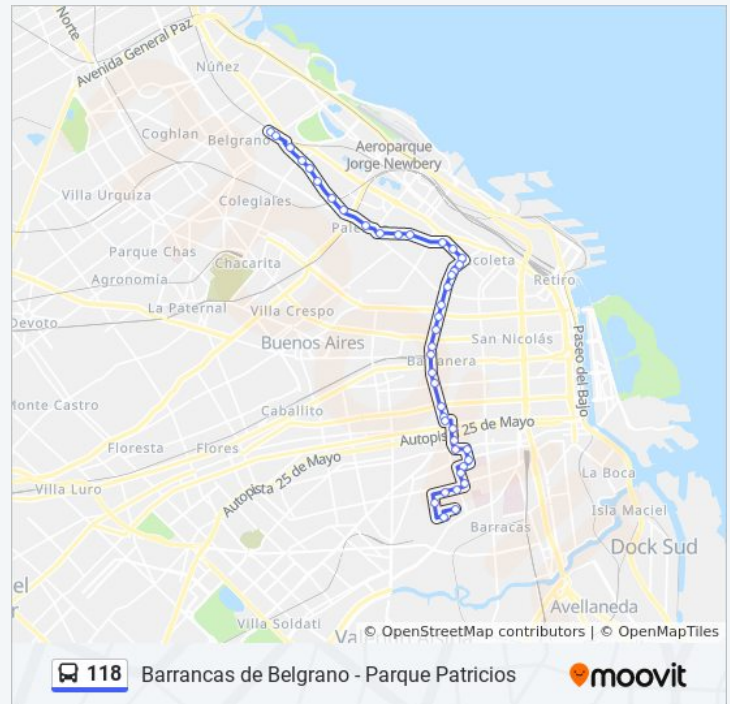 Norte
Avenida General Paz
Núñez
Coghlan
Belgrano
Aeroparque
Jorge Newbery
Villa Urquiza
Colegiales
Parque Chas
Chacarita
coleta
Agronomía
Retiro
La Paternal
Villa Crespo
Devoto
San Nicolás
Buenos Aires
Paseo del Bajo
Monte Castro
Caballito
Autopista 25 de Mayo
Floresta
Flores
Autopista 25 de Mayo
La Boca
Villa Luro
Isla Maciel
Barracas
Dock Sud
el
Avellaneda
Villa Soldati
© OpenStreetMap contributors | © OpenMapTiles
118 Barrancas de Belgrano - Parque Patricios
moovit